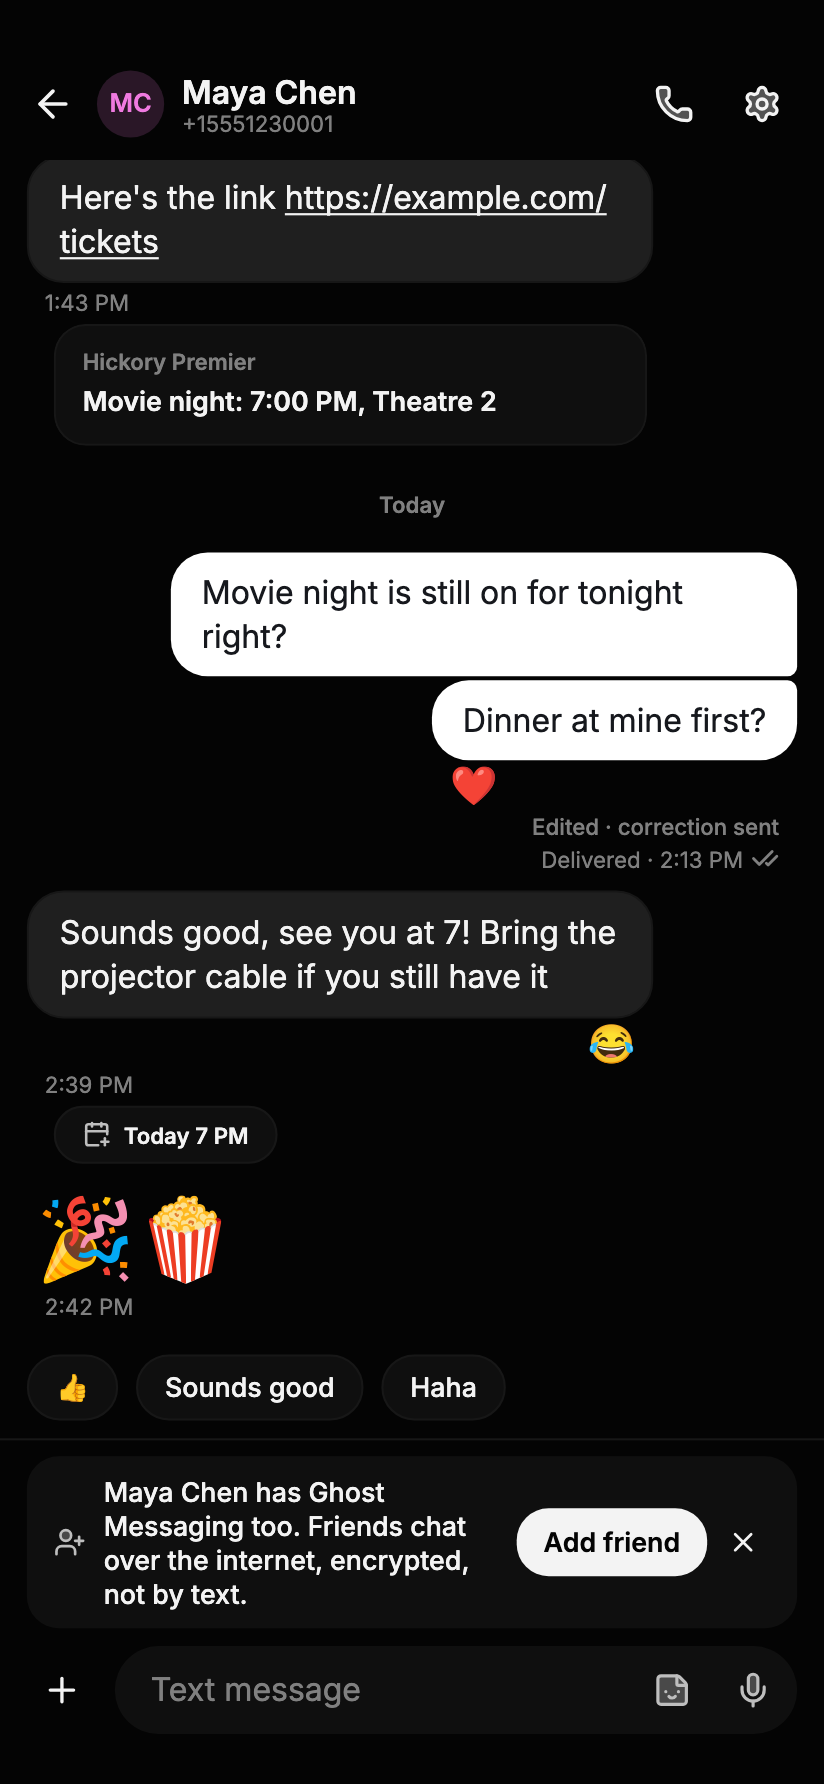 MC
Maya Chen
+15551230001
Here's the link https://example.com/
tickets
1:43 PM
Hickory Premier
Movie night: 7:00 PM, Theatre 2
Today
Movie night is still on for tonight
right?
Dinner at mine first?
Edited · correction sent
Delivered · 2:13 PM
Sounds good, see you at 7! Bring the
projector cable if you still have it
2:39 PM
Today 7 PM
2:42 PM
Sounds good
Haha
Maya Chen has Ghost
Messaging too. Friends chat
over the internet, encrypted,
not by text.
Add friend
Text message